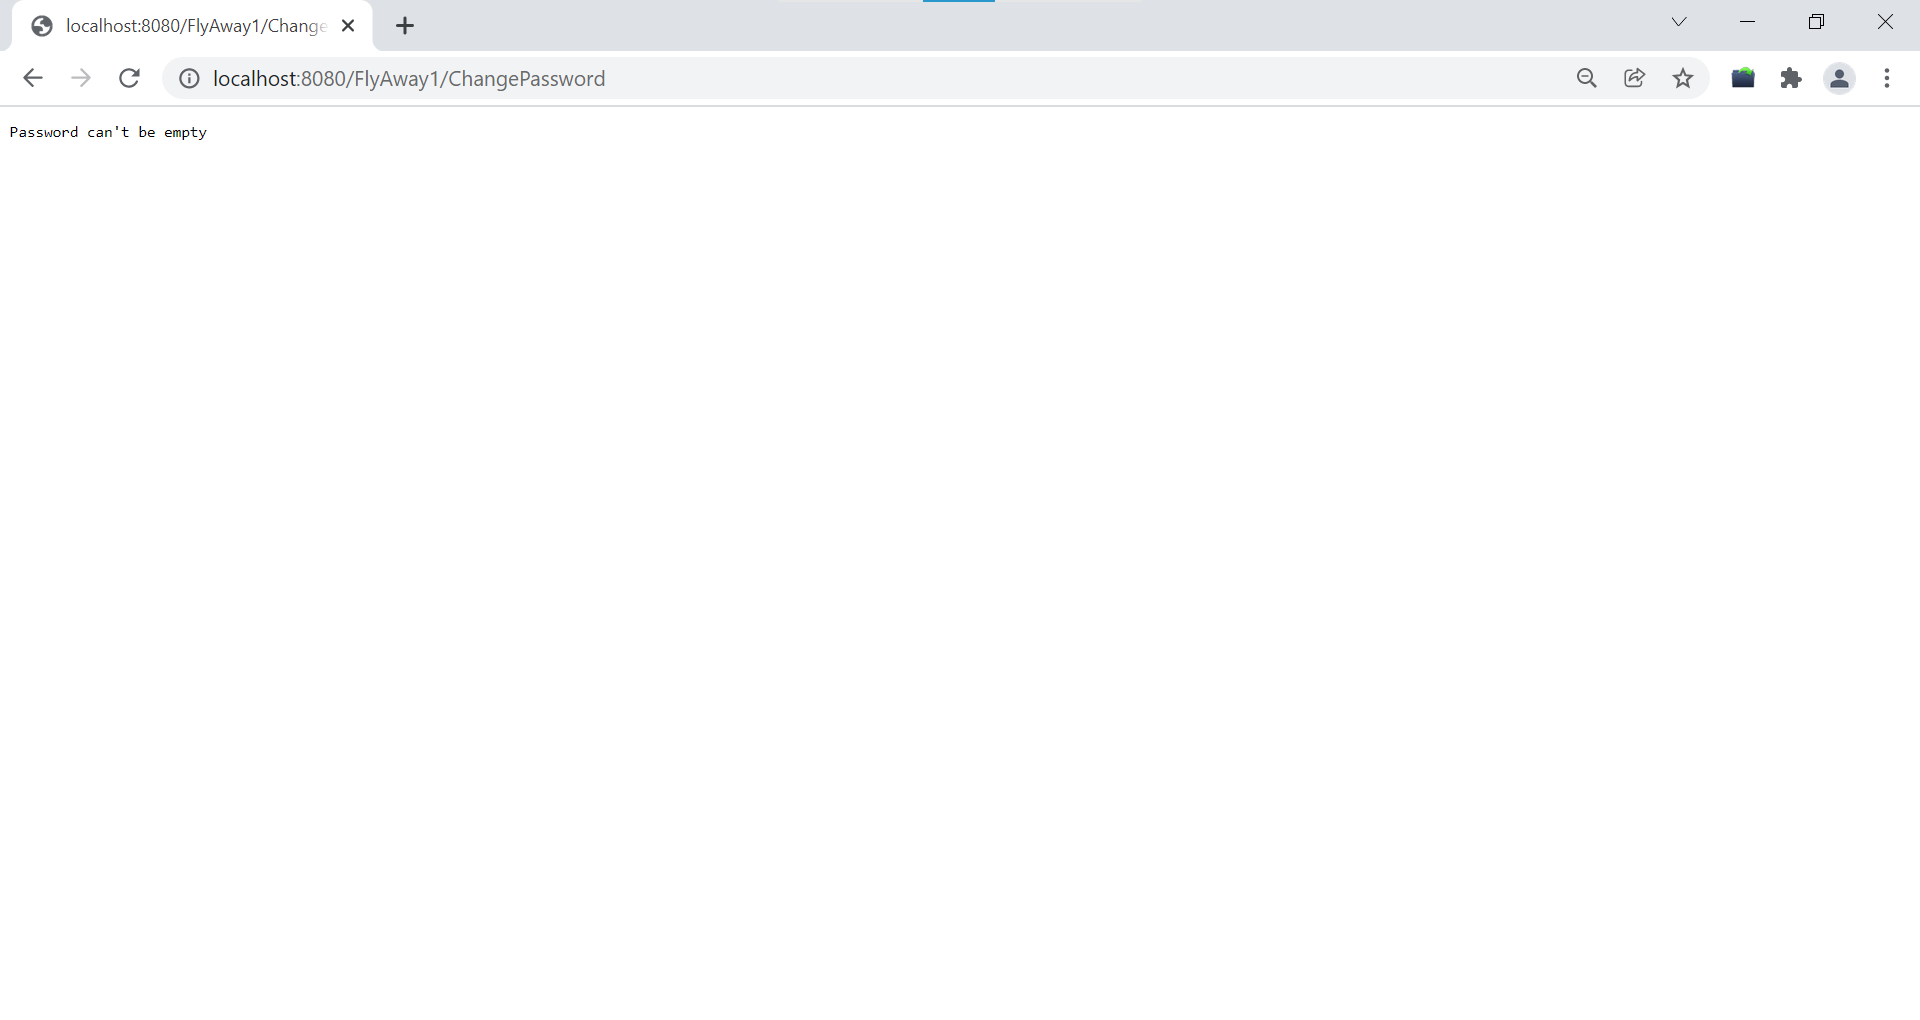 localhost:8080/FlyAway1/Change
localhost:8080/FlyAway1/ChangePassword
Password can't be empty